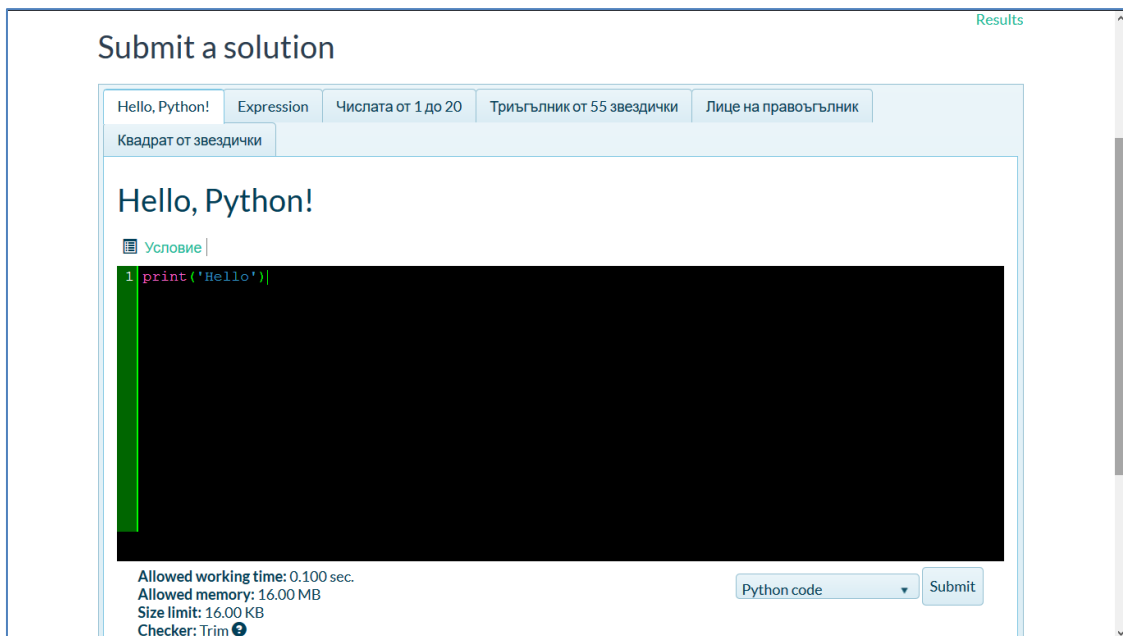 Results
Submit a solution
Hello, Python! Expression Числата от 1 до 20 Триъгълник от 55 звездички Лице на правоъгълник
Квадрат от звездички
Hello, Python!
Условие
1 print('Hello')
Allowed working time: 0.100 sec.
Allowed memory: 16.00 MB
Python code Submit
Size limit: 16.00 KB
Checker: Trim ?